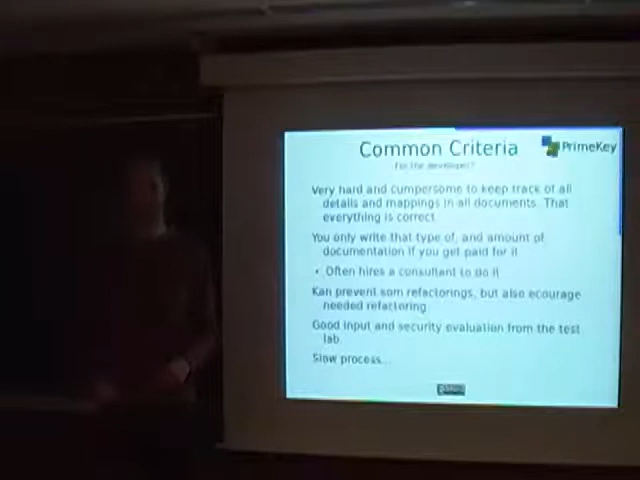 Common Criteria
PrimeKey
For the developer?
Very hard and cumpersome to keep track of all
details and mappings in all documents. That
everything is correct.
You only write that type of, and amount of
documentation if you get paid for it
• Often hires a consultant to do it
Kan prevent som refactorings, but also ecourage
needed refactoring
Good input and security evaluation from the test
lab.
Slow process...